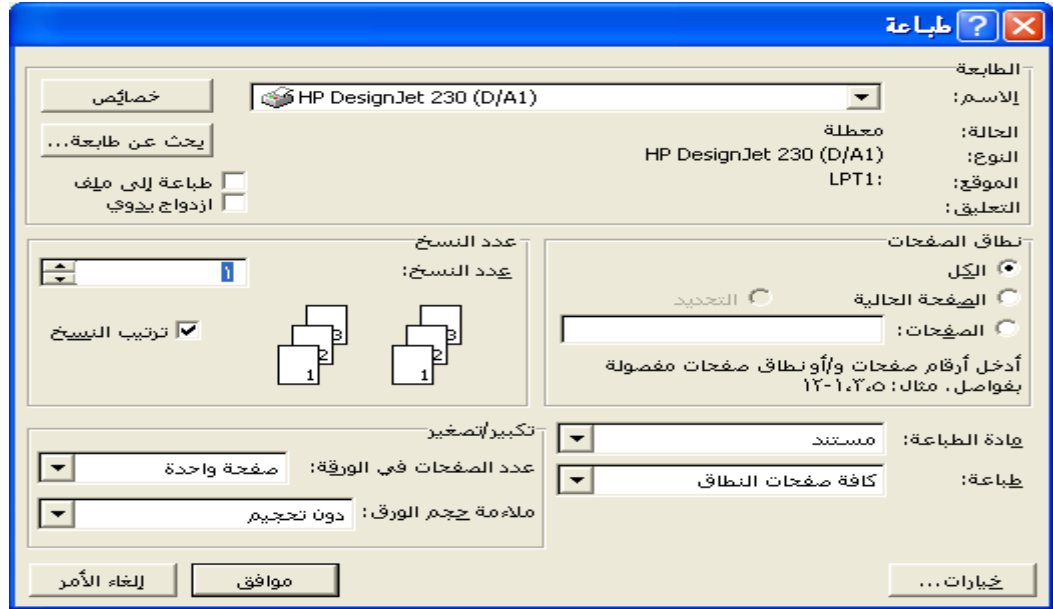 طباعة
الطابعة
الاسم: HP DesignJet 230 (D/A1) خصائص
الحالة: معطلة يحث عن طابعة...
النوع: HP DesignJet 230 (D/A1)
الموقع: LPT1: طباعة إلى ملف
التعليق: ازدواج يدوي
نطاق الصفحات
الكل
الصفحة الحالية التحديد
الصفحات:
أدخل أرقام صفحات و/أو نطاق صفحات مفصولة
بفواصل. مثال: ١،٣،٥-١٢
عدد النسخ
عدد النسخ: ١
ترتيب النسخ
1 2 3 1 2 3
مادة الطباعة: مستند
طباعة: كافة صفحات النطاق
تكبير/تصغير
عدد الصفحات في الورقة: صفحة واحدة
ملاءمة حجم الورق: دون تحجيم
خيارات... موافق إلغاء الأمر